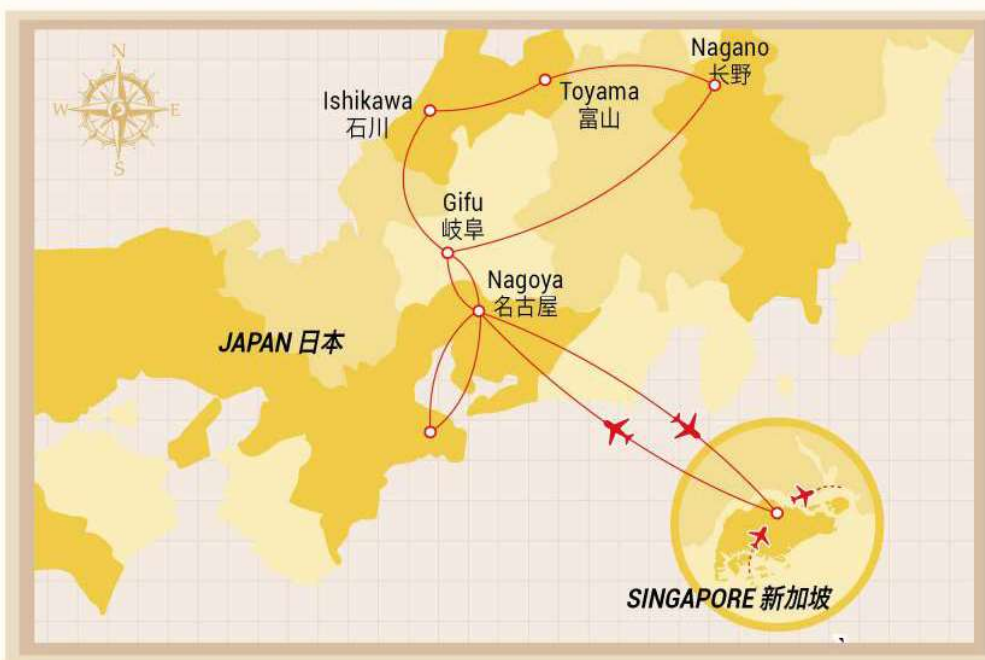 N
W E
S
Nagano
长野
Ishikawa
石川
Toyama
富山
Gifu
岐阜
Nagoya
名古屋
JAPAN 日本
SINGAPORE 新加坡